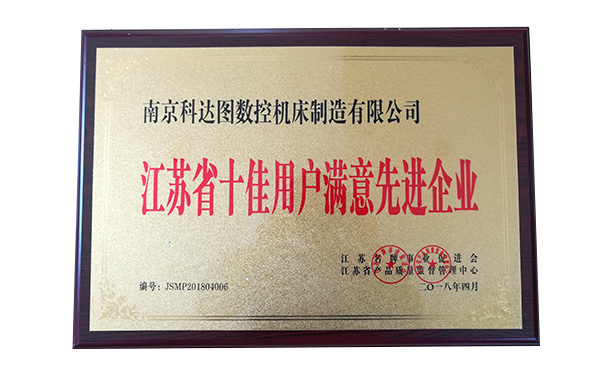 南京科达图数控机床制造有限公司
江苏省十佳用户满意先进企业
江苏省牌事业促进会
江苏省产品质量监督管理中心
编号：JSMP201804006
二〇一八年四月